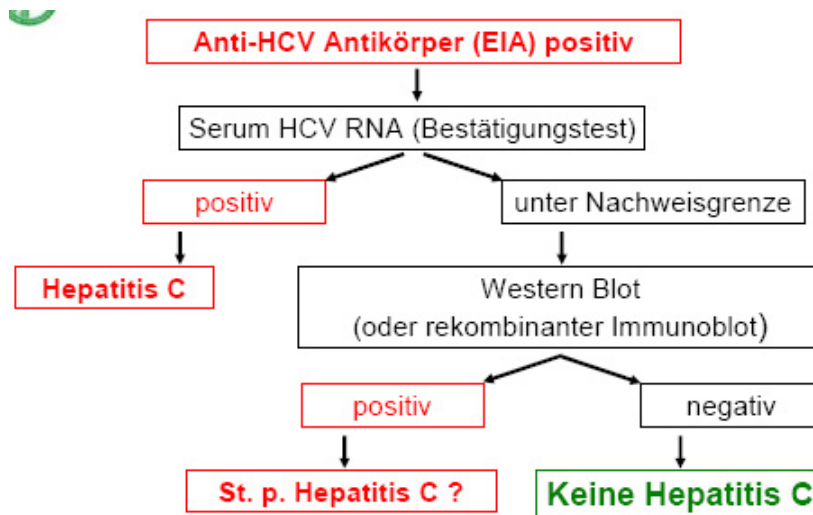 Anti-HCV Antikörper (EIA) positiv
Serum HCV RNA (Bestätigungstest)
positiv
unter Nachweisgrenze
Hepatitis C
Western Blot
(oder rekombinanter Immunoblot)
positiv
negativ
St. p. Hepatitis C ?
Keine Hepatitis C